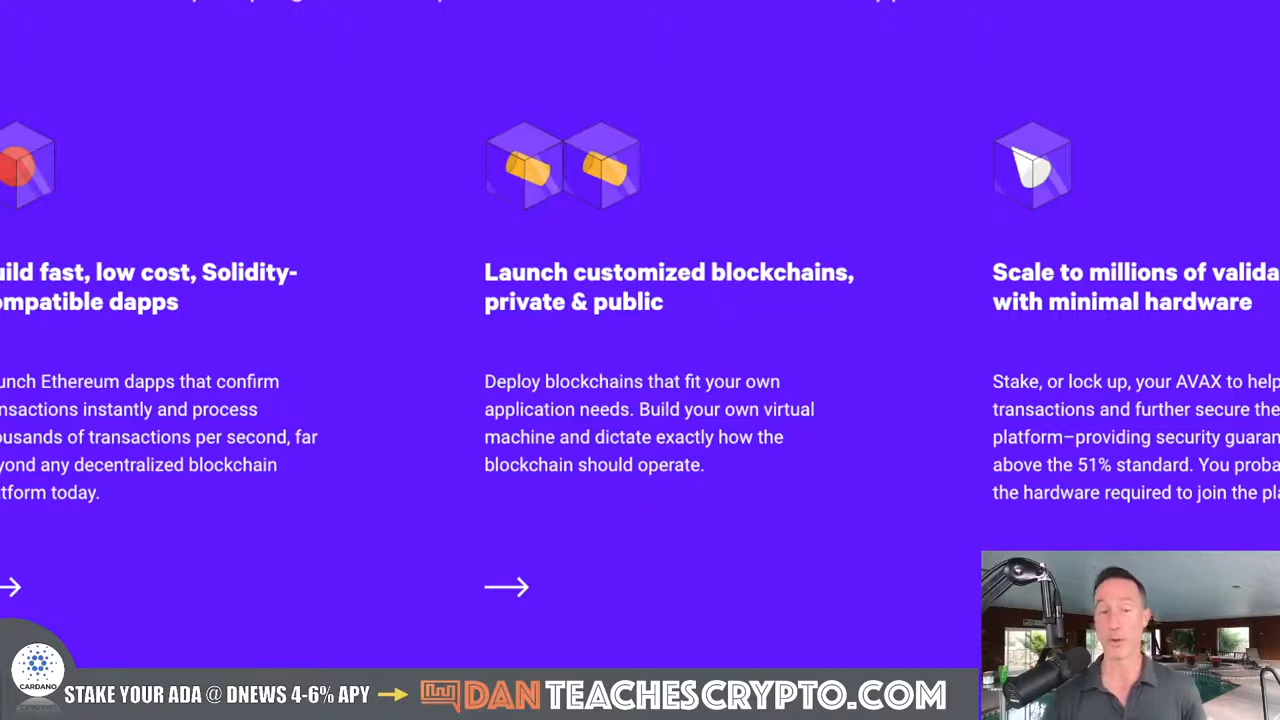 uild fast, low cost, Solidity-
ompatible dapps
unch Ethereum dapps that confirm
nsactions instantly and process
ousands of transactions per second, far
yond any decentralized blockchain
tform today.
Launch customized blockchains,
private & public
Deploy blockchains that fit your own
application needs. Build your own virtual
machine and dictate exactly how the
blockchain should operate.
Scale to millions of valida
with minimal hardware
Stake, or lock up, your AVAX to help
transactions and further secure the
platform–providing security guaran
above the 51% standard. You proba
the hardware required to join the pla
CARDANO
STAKE YOUR ADA @ DNEWS 4-6% APY
DANTEACHESCRYPTO.COM